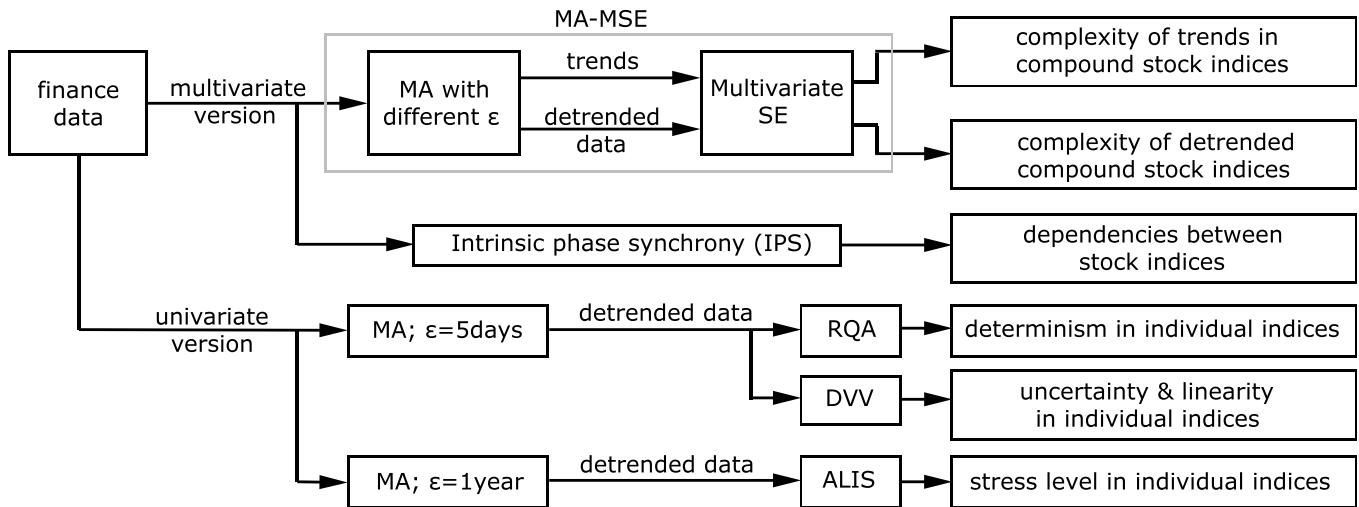 MA-MSE
finance
data
multivariate
version
MA with
different ε
trends
detrended
data
Multivariate
SE
complexity of trends in
compound stock indices
complexity of detrended
compound stock indices
Intrinsic phase synchrony (IPS)
dependencies between
stock indices
univariate
version
MA; ε=5days
detrended data
RQA
determinism in individual indices
DVV
uncertainty & linearity
in individual indices
MA; ε=1year
detrended data
ALIS
stress level in individual indices